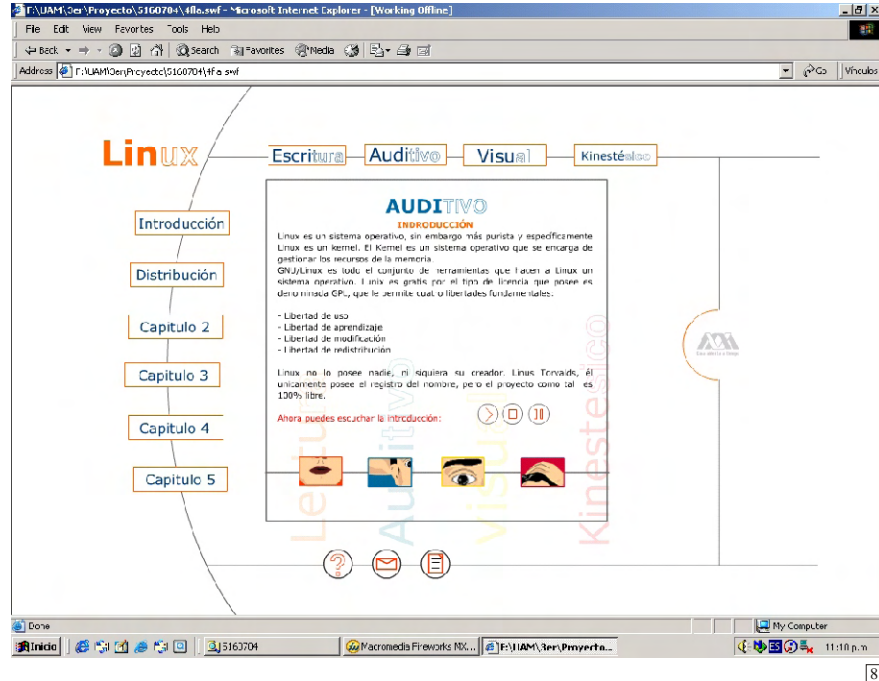 F:\UAM\3er\Proyecto\5160704\4fla.swf - Microsoft Internet Explorer - [Working Offline]
File Edit View Favorites Tools Help
Back Search Favorites Media
Address F:\UAM\3er\Proyecto\5160704\4fla.swf Go Vínculos
Linux
Escritura Auditivo Visual Kinestésico
Introducción
Distribución
Capitulo 2
Capitulo 3
Capitulo 4
Capitulo 5
AUDITIVO
INDRODUCCIÓN
Linux es un sistema operativo, sin embargo más purista y específicamente
Linux es un kernel. El Kernel es un sistema operativo que se encarga de
gestionar los recursos de la memoria.
GNU/Linux es todo el conjunto de herramientas que hacen a Linux un
sistema operativo. Linux es gratis por el tipo de licencia que posee es
denominada GPL, que le permite cuatro libertades fundamentales:
- Libertad de uso
- Libertad de aprendizaje
- Libertad de modificación
- Libertad de redistribución
Linux no lo posee nadie, ni siquiera su creador. Linus Torvalds, él
unicamente posee el registro del nombre, pero el proyecto como tal es
100% libre.
Ahora puedes escuchar la introducción:
Lectura
Auditivo
Visual
Kinestesico
Done My Computer
Inicio 5160704 Macromedia Fireworks MX... F:\UAM\3er\Proyecto... ES 11:10 p.m.
8